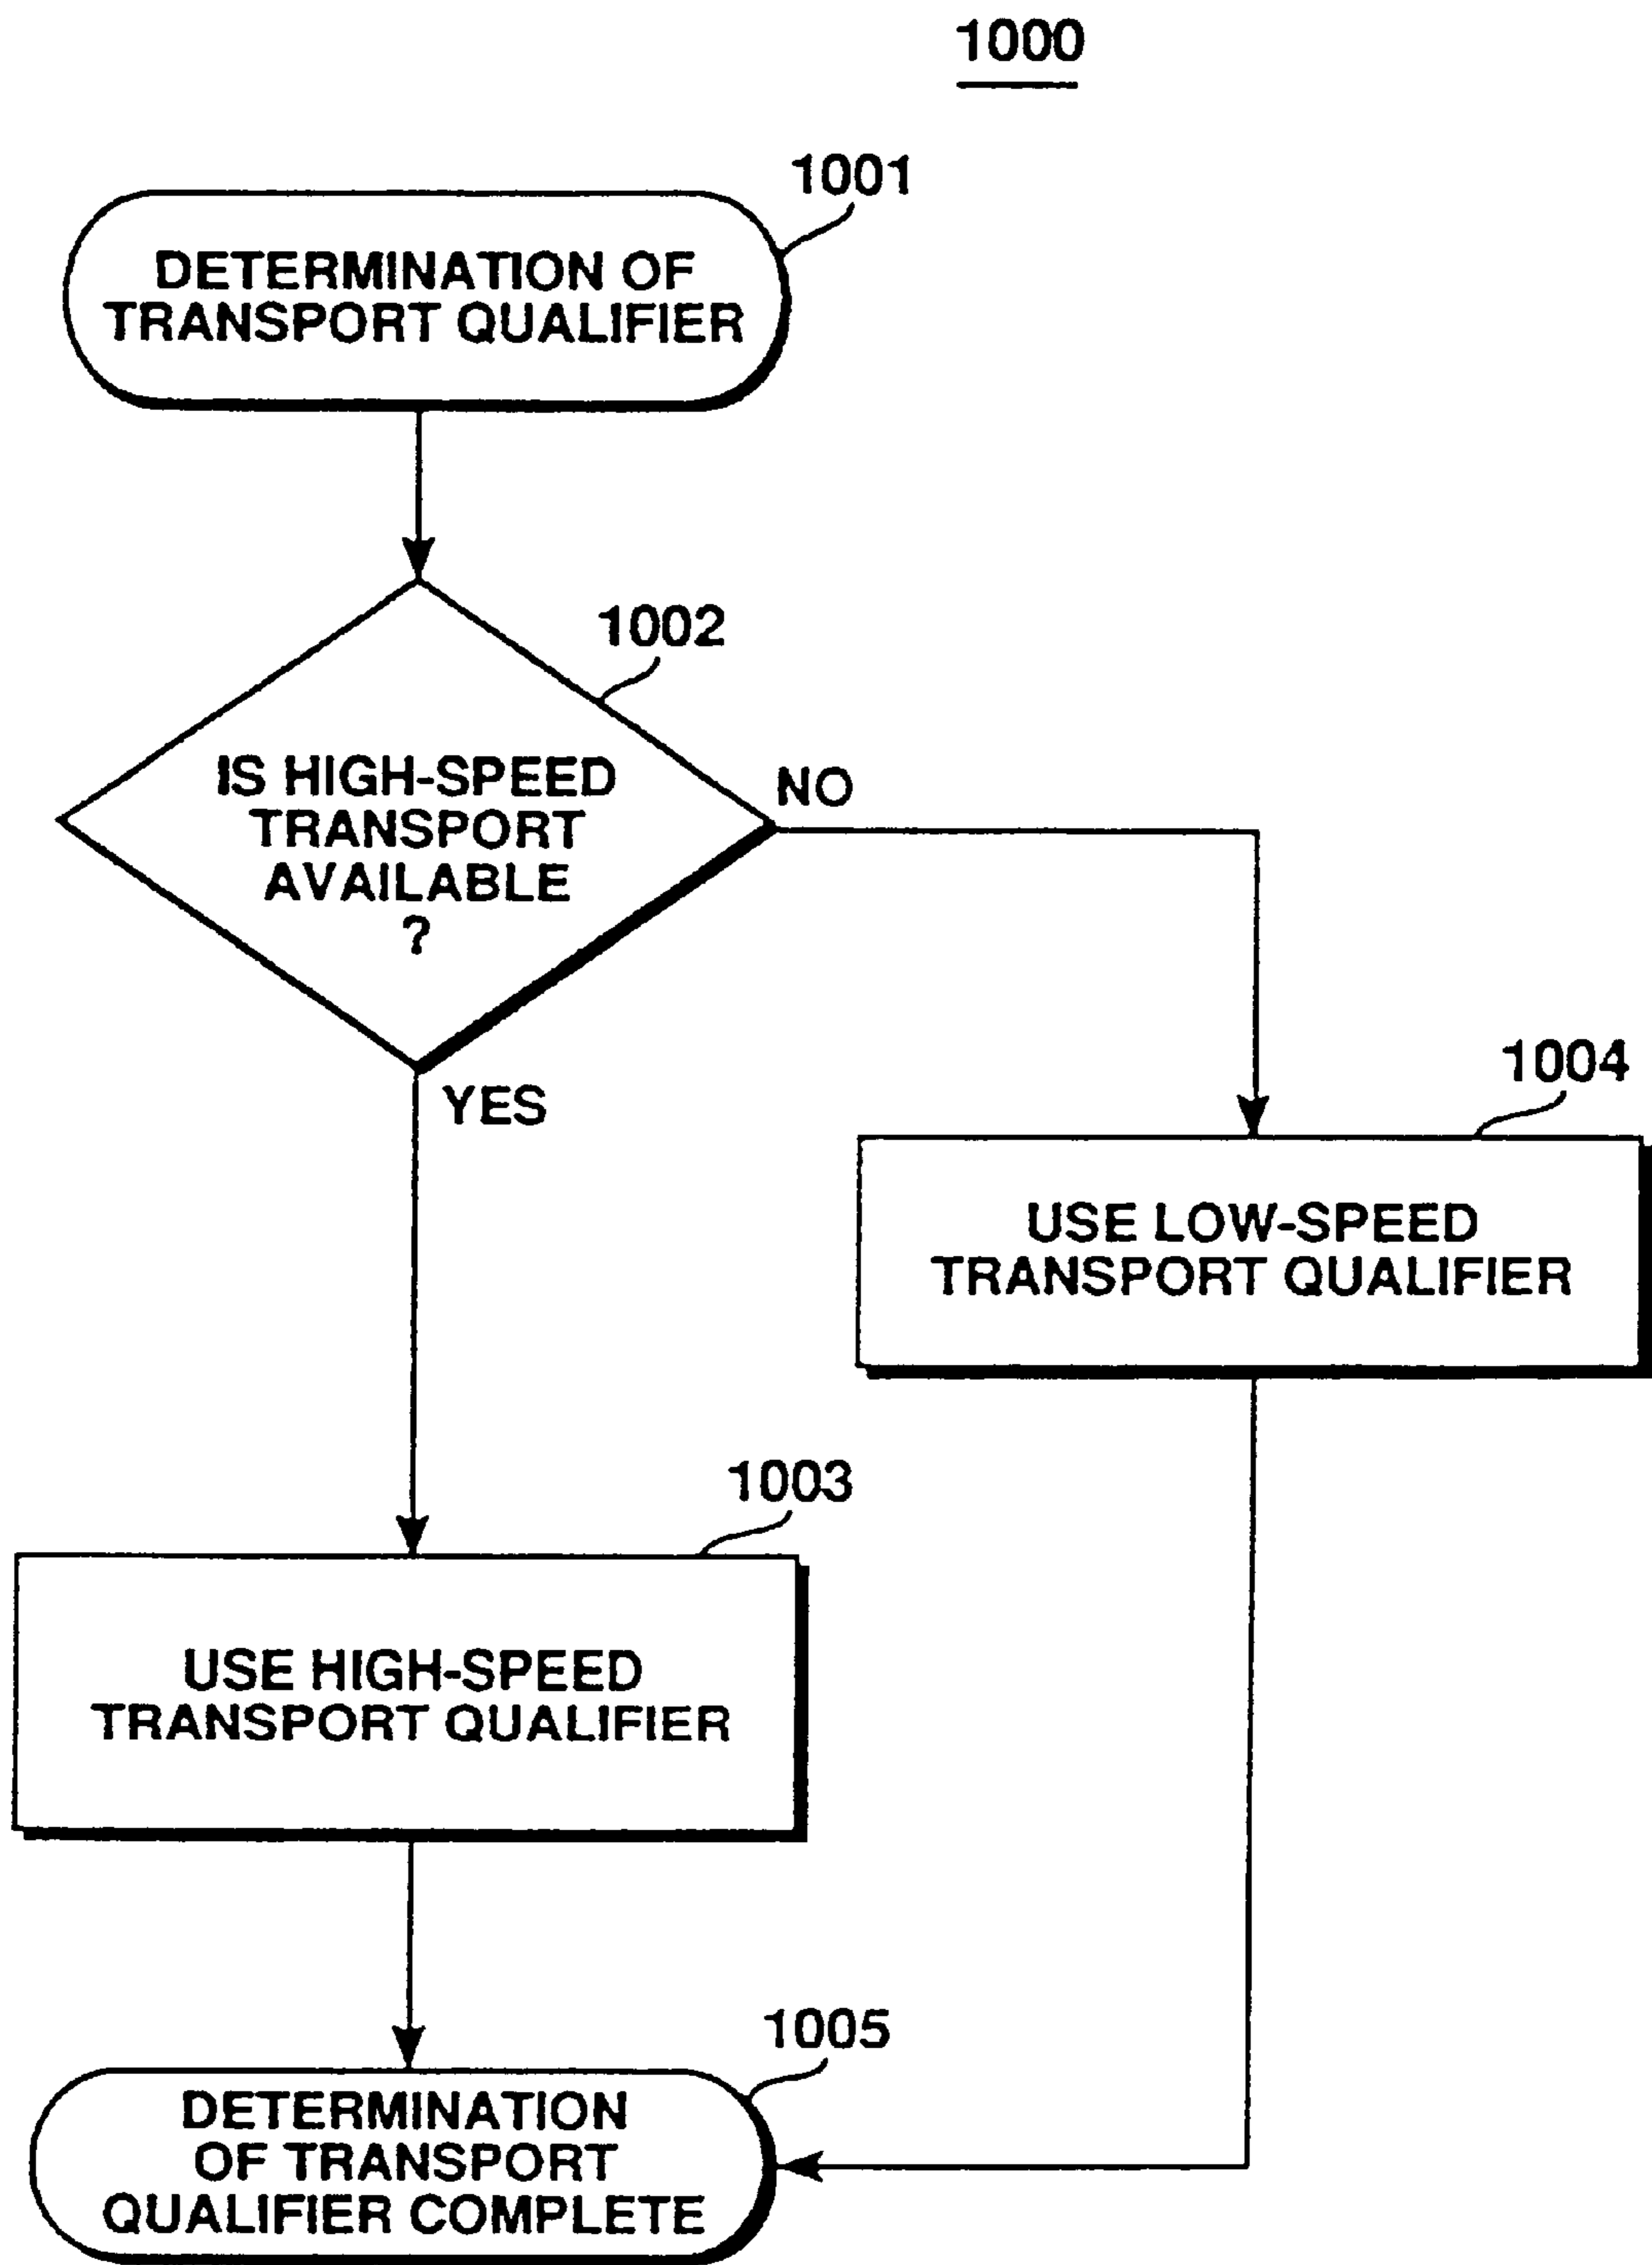 1000
1001
DETERMINATION OF
TRANSPORT QUALIFIER
1002
IS HIGH-SPEED
TRANSPORT
AVAILABLE
?
NO
YES
1004
USE LOW-SPEED
TRANSPORT QUALIFIER
1003
USE HIGH-SPEED
TRANSPORT QUALIFIER
1005
DETERMINATION
OF TRANSPORT
QUALIFIER COMPLETE